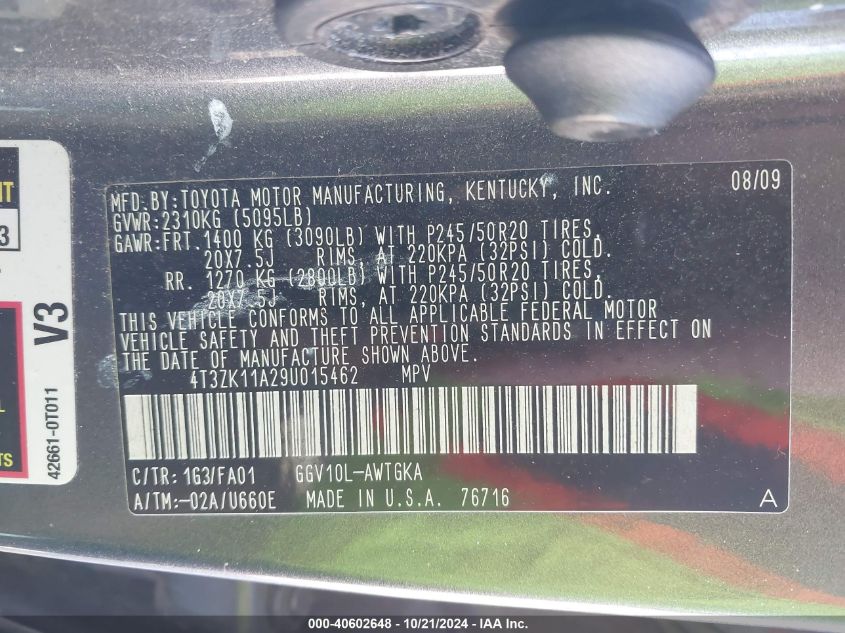 MFD.BY:TOYOTA MOTOR MANUFACTURING, KENTUCKY, INC. 08/09
GVWR:2310KG (5095LB)
GAWR:FRT. 1400 KG (3090LB) WITH P245/50R20 TIRES,
20X7.5J RIMS, AT 220KPA (32PSI) COLD.
RR. 1270 KG (2800LB) WITH P245/50R20 TIRES,
20X7.5J RIMS, AT 220KPA (32PSI) COLD.
THIS VEHICLE CONFORMS TO ALL APPLICABLE FEDERAL MOTOR
VEHICLE SAFETY AND THEFT PREVENTION STANDARDS IN EFFECT ON
THE DATE OF MANUFACTURE SHOWN ABOVE.
4T3ZK11A29U015462 MPV
C/TR: 1G3/FA01 GGV10L-AWTGKA
A/TM:-02A/U660E MADE IN U.S.A. 76716 A
3
V3
42661-0T011
000-40602648 - 10/21/2024 - IAA Inc.